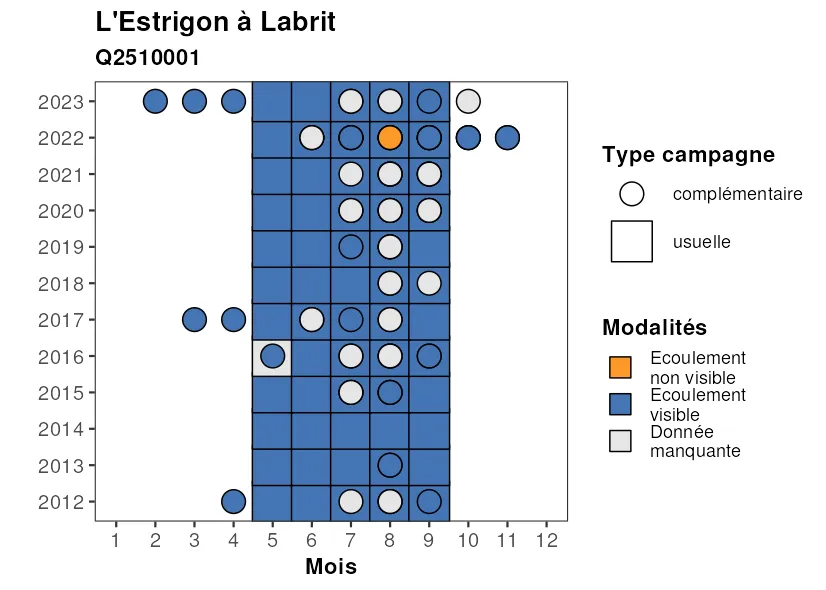 L'Estrigon à Labrit
Q2510001
2023
2022
2021
2020
2019
2018
2017
2016
2015
2014
2013
2012
1 2 3 4 5 6 7 8 9 10 11 12
Mois
Type campagne
complémentaire
usuelle
Modalités
Ecoulement
non visible
Ecoulement
visible
Donnée
manquante